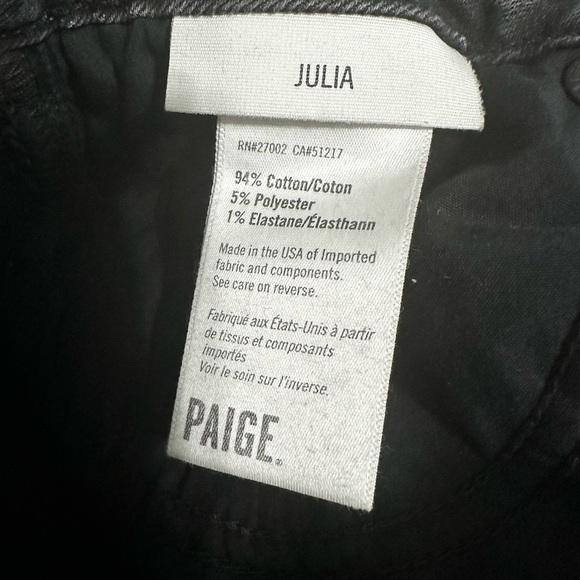 JULIA
RN#27002 CA#51217
94% Cotton/Coton
5% Polyester
1% Elastane/Élasthann
Made in the USA of Imported
fabric and components.
See care on reverse.
Fabriqué aux États-Unis à partir
de tissus et composants
importés
Voir le soin sur l'inverse.
PAIGE®